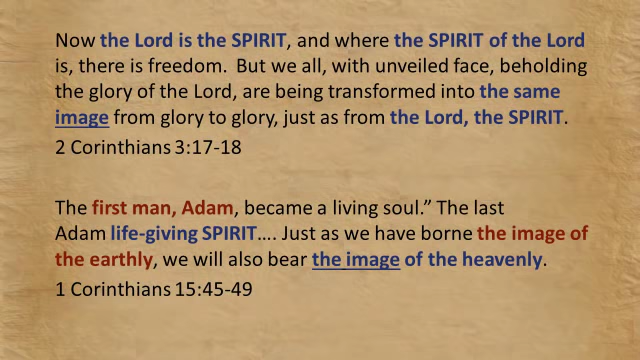 Now the Lord is the SPIRIT, and where the SPIRIT of the Lord
is, there is freedom. But we all, with unveiled face, beholding
the glory of the Lord, are being transformed into the same
image from glory to glory, just as from the Lord, the SPIRIT.
2 Corinthians 3:17-18
The first man, Adam, became a living soul.” The last
Adam life-giving SPIRIT…. Just as we have borne the image of
the earthly, we will also bear the image of the heavenly.
1 Corinthians 15:45-49